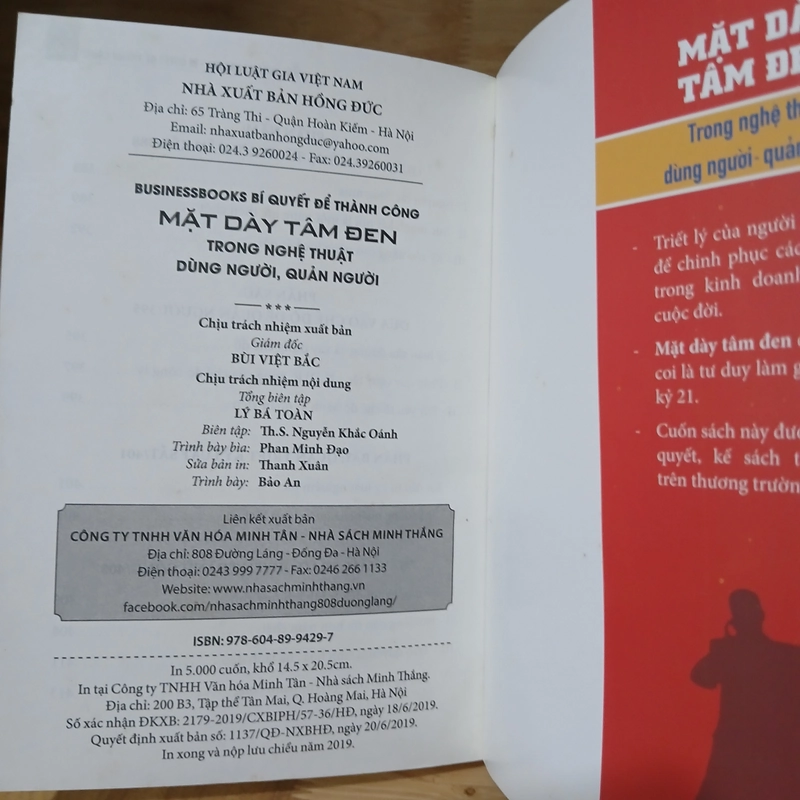 HỘI LUẬT GIA VIỆT NAM
NHÀ XUẤT BẢN HỒNG ĐỨC
Địa chỉ: 65 Tràng Thi - Quận Hoàn Kiếm - Hà Nội
Email: nhaxuatbanhongduc@yahoo.com
Điện thoại: 024.3 9260024 - Fax: 024.39260031
BUSINESSBOOKS BÍ QUYẾT ĐỂ THÀNH CÔNG
MẶT DÀY TÂM ĐEN
TRONG NGHỆ THUẬT
DÙNG NGƯỜI, QUẢN NGƯỜI
***
Chịu trách nhiệm xuất bản
Giám đốc
BÙI VIỆT BẮC
Chịu trách nhiệm nội dung
Tổng biên tập
LÝ BÁ TOÀN
Biên tập: Th.S. Nguyễn Khắc Oánh
Trình bày bìa: Phan Minh Đạo
Sửa bản in: Thanh Xuân
Trình bày: Bảo An
Liên kết xuất bản
CÔNG TY TNHH VĂN HÓA MINH TÂN - NHÀ SÁCH MINH THẮNG
Địa chỉ: 808 Đường Láng - Đống Đa - Hà Nội
Điện thoại: 0243 999 7777 - Fax: 0246 266 1133
Website: www.nhasachminhthang.vn
facebook.com/nhasachminhthang808duonglang/
ISBN: 978-604-89-9429-7
In 5.000 cuốn, khổ 14.5 x 20.5cm.
In tại Công ty TNHH Văn hóa Minh Tân - Nhà sách Minh Thắng.
Địa chỉ: 200 B3, Tập thể Tân Mai, Q. Hoàng Mai, Hà Nội
Số xác nhận ĐKXB: 2179-2019/CXBIPH/57-36/HĐ, ngày 18/6/2019.
Quyết định xuất bản số: 1137/QĐ-NXBHĐ, ngày 20/6/2019.
In xong và nộp lưu chiểu năm 2019.
MẶT DÀ
TÂM ĐE
Trong nghệ th
dùng người - quản
- Triết lý của người
để chinh phục các
trong kinh doanh
cuộc đời.
- Mặt dày tâm đen
coi là tư duy làm g
kỷ 21.
- Cuốn sách này đượ
quyết, kế sách t
trên thương trườn